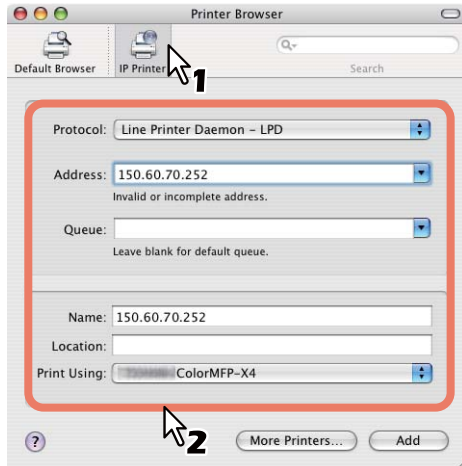 Printer Browser
Default Browser
IP Printer
Search
1
Protocol: Line Printer Daemon – LPD
Address: 150.60.70.252
Invalid or incomplete address.
Queue:
Leave blank for default queue.
Name: 150.60.70.252
Location:
Print Using: ColorMFP-X4
2
? More Printers... Add